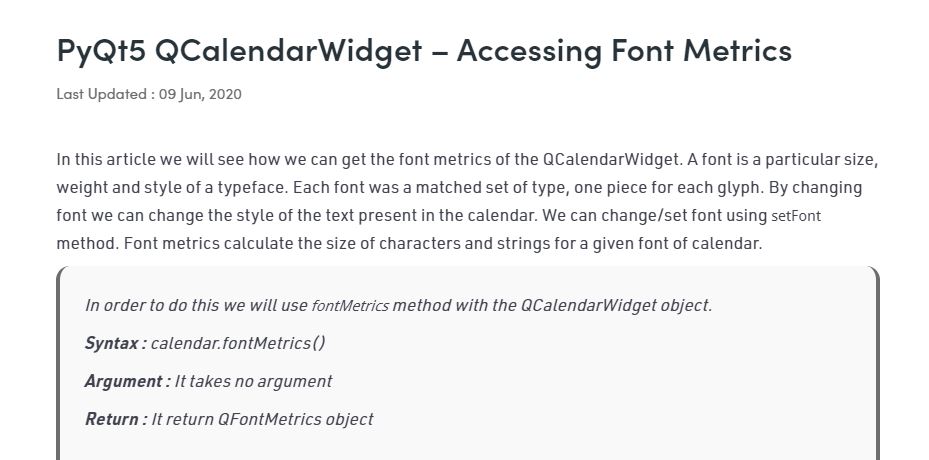 PyQt5 QCalendarWidget – Accessing Font Metrics
Last Updated : 09 Jun, 2020
In this article we will see how we can get the font metrics of the QCalendarWidget. A font is a particular size,
weight and style of a typeface. Each font was a matched set of type, one piece for each glyph. By changing
font we can change the style of the text present in the calendar. We can change/set font using setFont
method. Font metrics calculate the size of characters and strings for a given font of calendar.
In order to do this we will use fontMetrics method with the QCalendarWidget object.
Syntax : calendar.fontMetrics()
Argument : It takes no argument
Return : It return QFontMetrics object